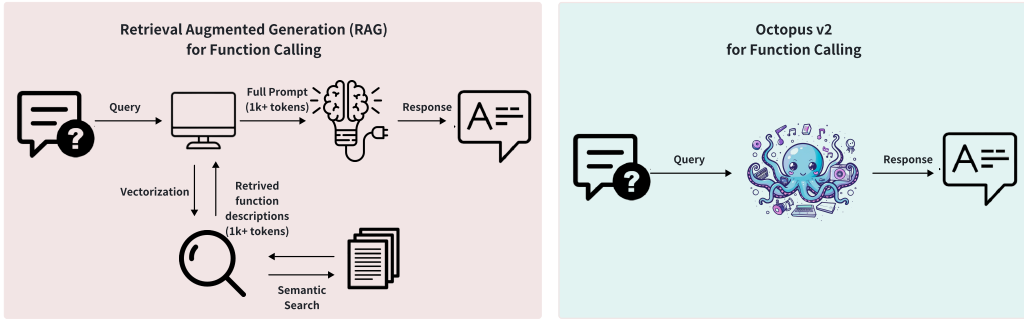 Retrieval Augmented Generation (RAG)
for Function Calling
Query
Full Prompt
(1k+ tokens)
Response
?
A
Vectorization
Retrived
function
descriptions
(1k+ tokens)
Semantic
Search
Octopus v2
for Function Calling
Query
Response
?
A